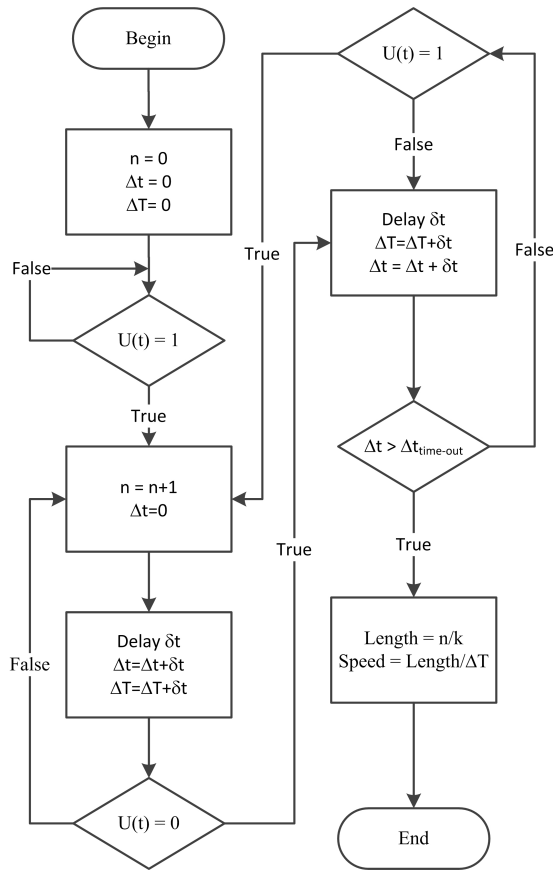 Begin
n = 0
Δt = 0
ΔT= 0
False
U(t) = 1
True
n = n+1
Δt=0
Delay δt
Δt=Δt+δt
ΔT=ΔT+δt
False
U(t) = 0
True
True
U(t) = 1
False
Delay δt
ΔT=ΔT+δt
Δt = Δt + δt
False
Δt > Δttime-out
True
Length = n/k
Speed = Length/ΔT
End